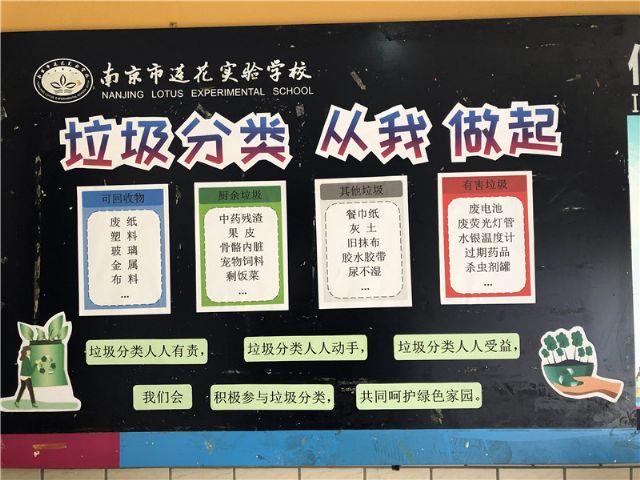 南京市莲花实验学校
NANJING LOTUS EXPERIMENTAL SCHOOL
垃圾分类 从我做起
可回收物
废纸
塑料
玻璃
金属
布料
...
厨余垃圾
中药残渣
果皮
骨骼内脏
宠物饲料
剩饭菜
...
其他垃圾
餐巾纸
灰土
旧抹布
胶水胶带
尿不湿
...
有害垃圾
废电池
废荧光灯管
水银温度计
过期药品
杀虫剂罐
...
垃圾分类人人有责,
垃圾分类人人动手,
垃圾分类人人受益,
我们会 积极参与垃圾分类, 共同呵护绿色家园。